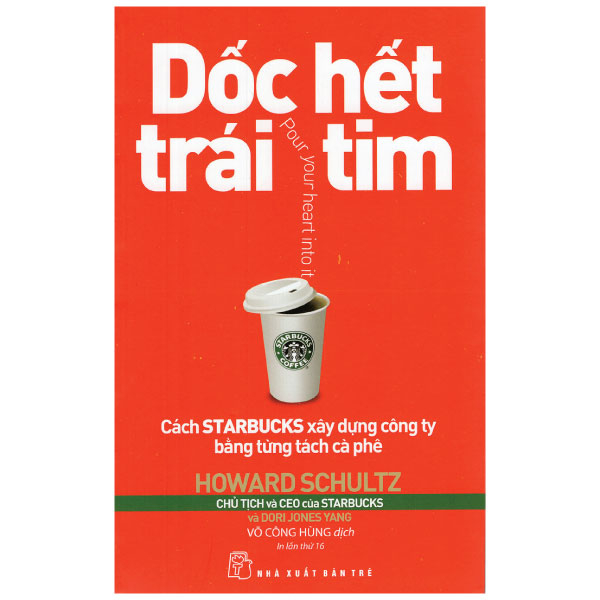 Dốc hết
trái tim
Pour your heart into it
STARBUCKS
COFFEE
Cách STARBUCKS xây dựng công ty
bằng từng tách cà phê
HOWARD SCHULTZ
CHỦ TỊCH và CEO của STARBUCKS
và DORI JONES YANG
VÕ CÔNG HÙNG dịch
In lần thứ 16
NHÀ XUẤT BẢN TRẺ